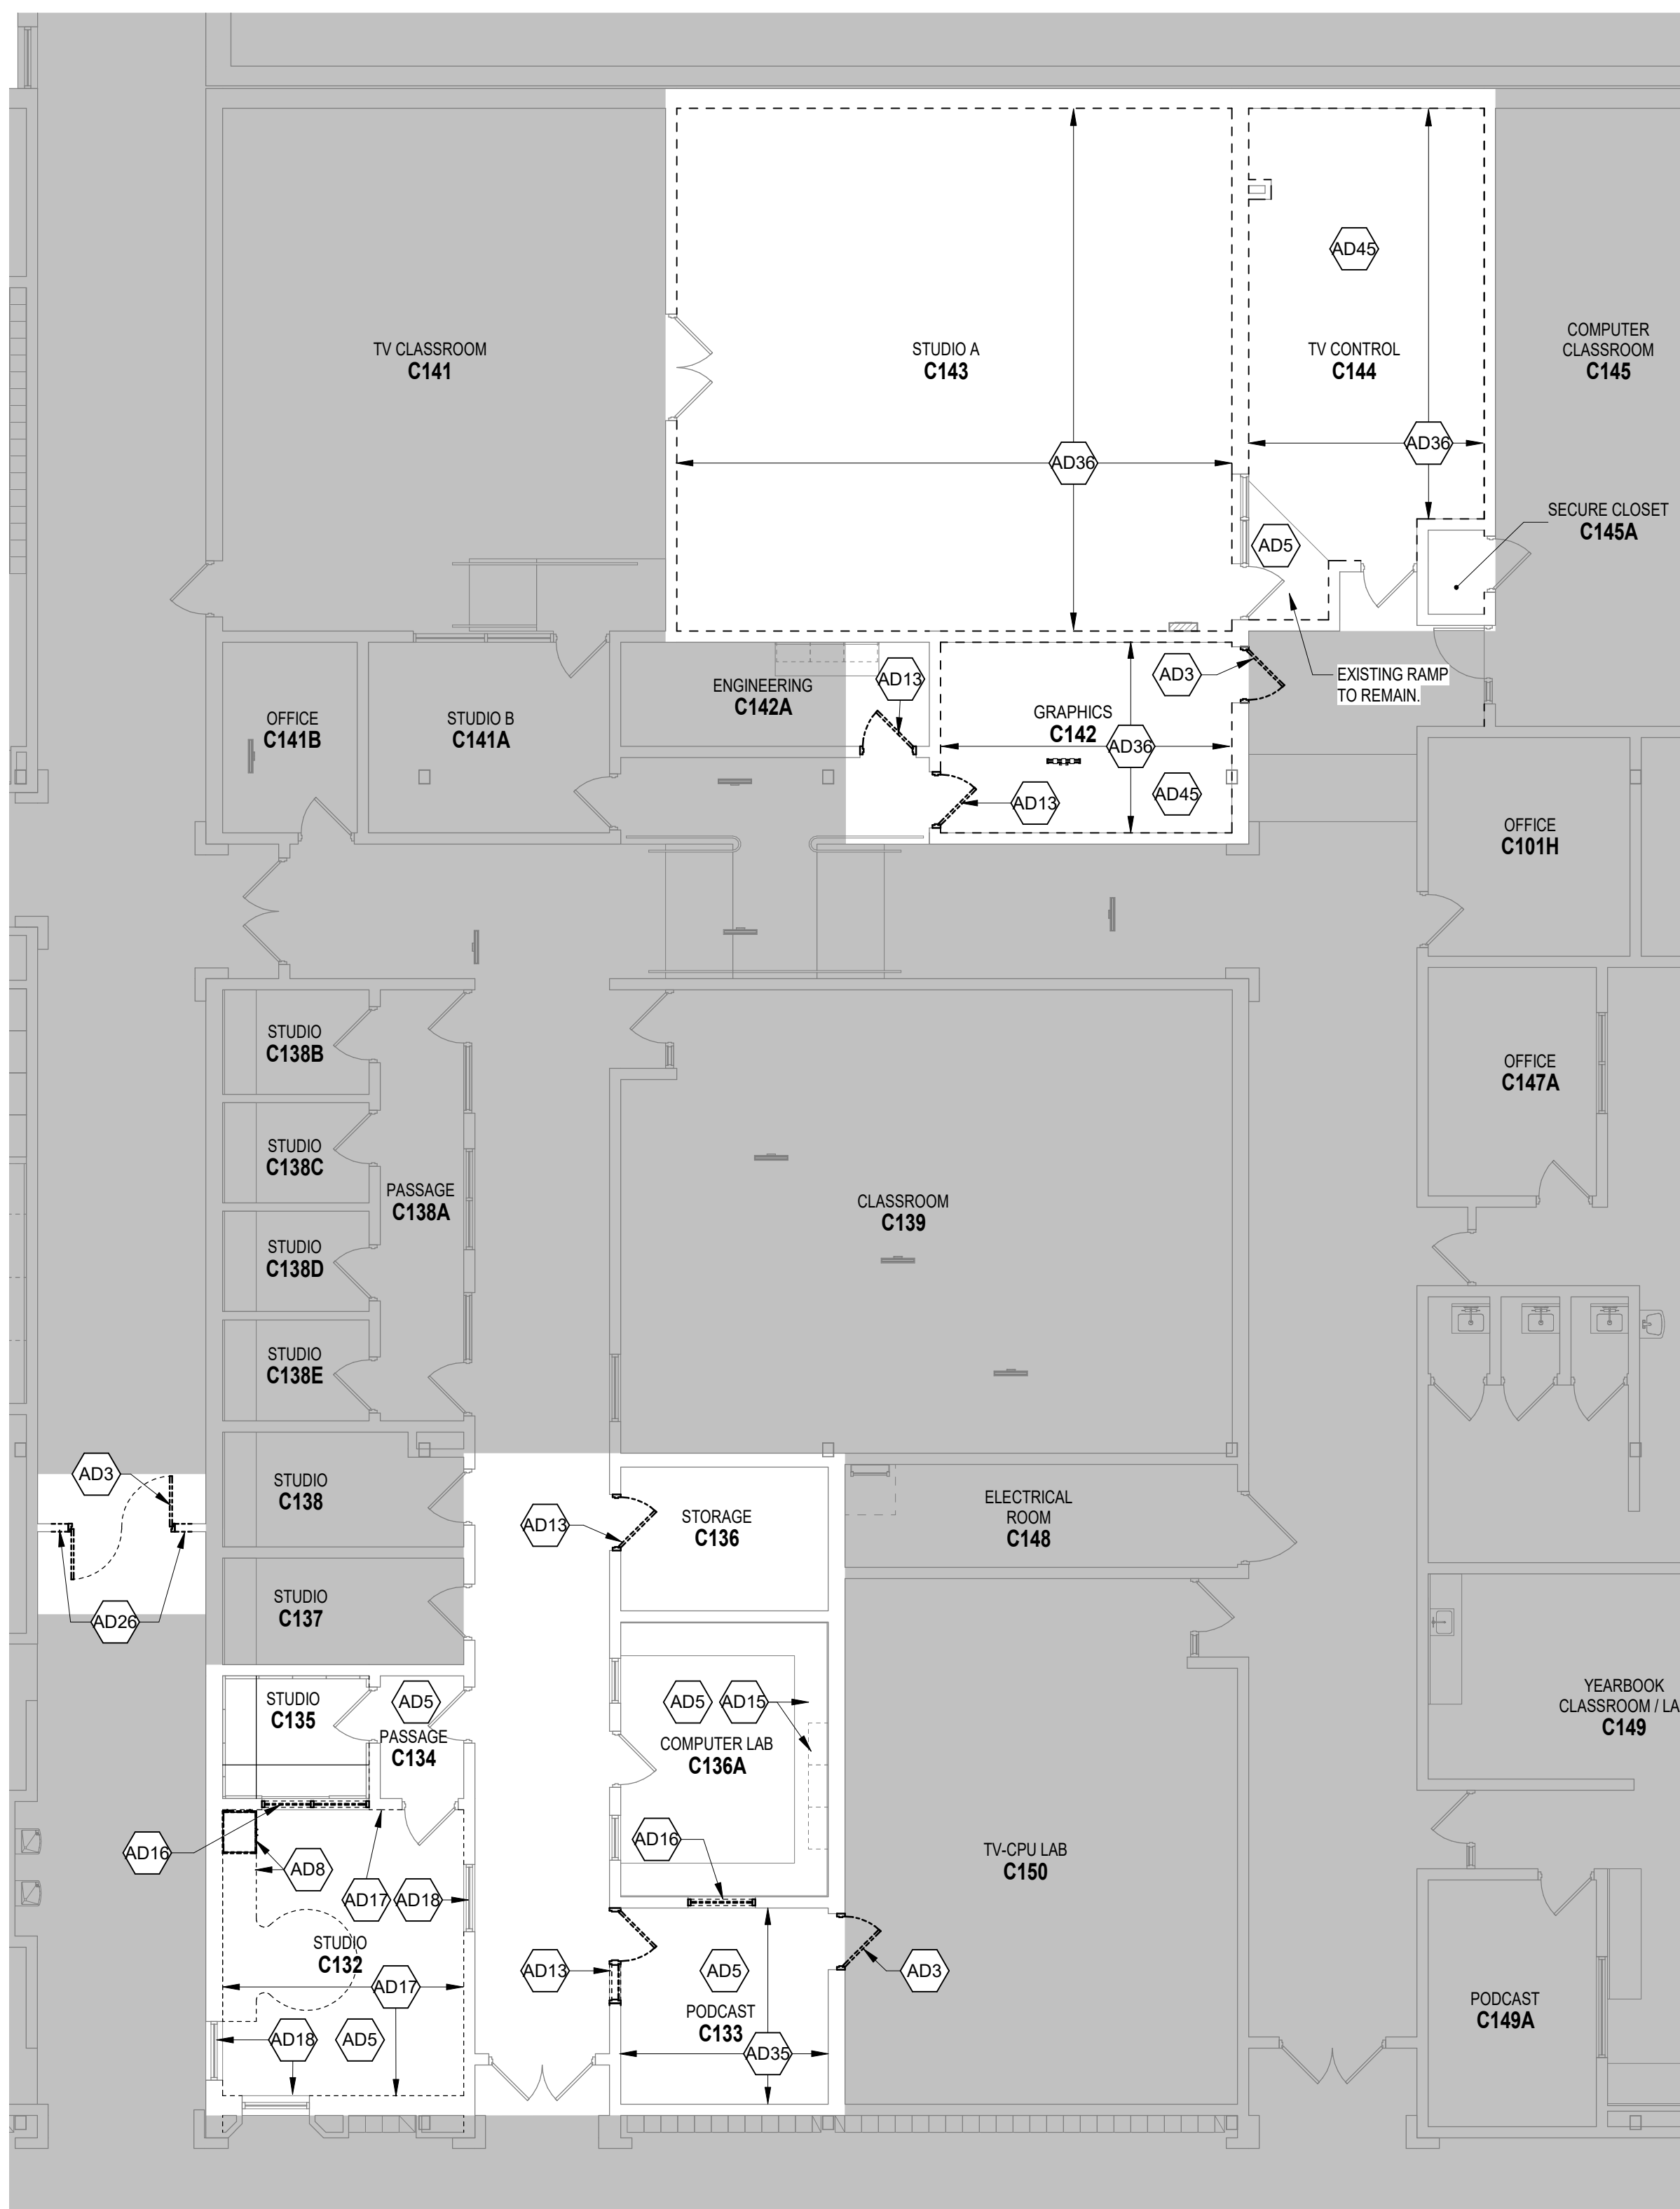 AD45
TV CLASSROOM
C141
STUDIO A
C143
TV CONTROL
C144
COMPUTER
CLASSROOM
C145
AD36
AD36
SECURE CLOSET
C145A
AD5
EXISTING RAMP
TO REMAIN.
OFFICE
C141B
STUDIO B
C141A
ENGINEERING
C142A
AD13
AD3
GRAPHICS
C142
AD36
AD13
AD45
OFFICE
C101H
STUDIO
C138B
STUDIO
C138C
STUDIO
C138D
STUDIO
C138E
PASSAGE
C138A
CLASSROOM
C139
OFFICE
C147A
AD3
AD26
STUDIO
C138
STUDIO
C137
AD13
STORAGE
C136
ELECTRICAL
ROOM
C148
STUDIO
C135
AD5
PASSAGE
C134
AD5
AD15
COMPUTER LAB
C136A
YEARBOOK
CLASSROOM / LA
C149
AD16
AD8
AD17
AD18
AD16
TV-CPU LAB
C150
STUDIO
C132
AD17
AD18
AD5
AD13
AD5
AD3
PODCAST
C133
AD35
PODCAST
C149A